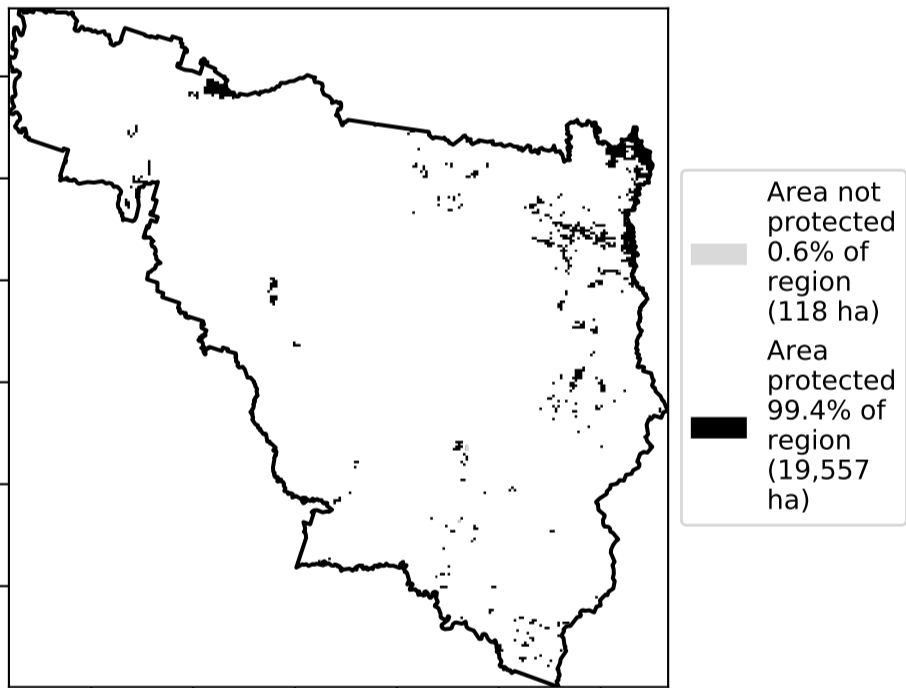 Area not
protected
0.6% of
region
(118 ha)
Area
protected
99.4% of
region
(19,557
ha)